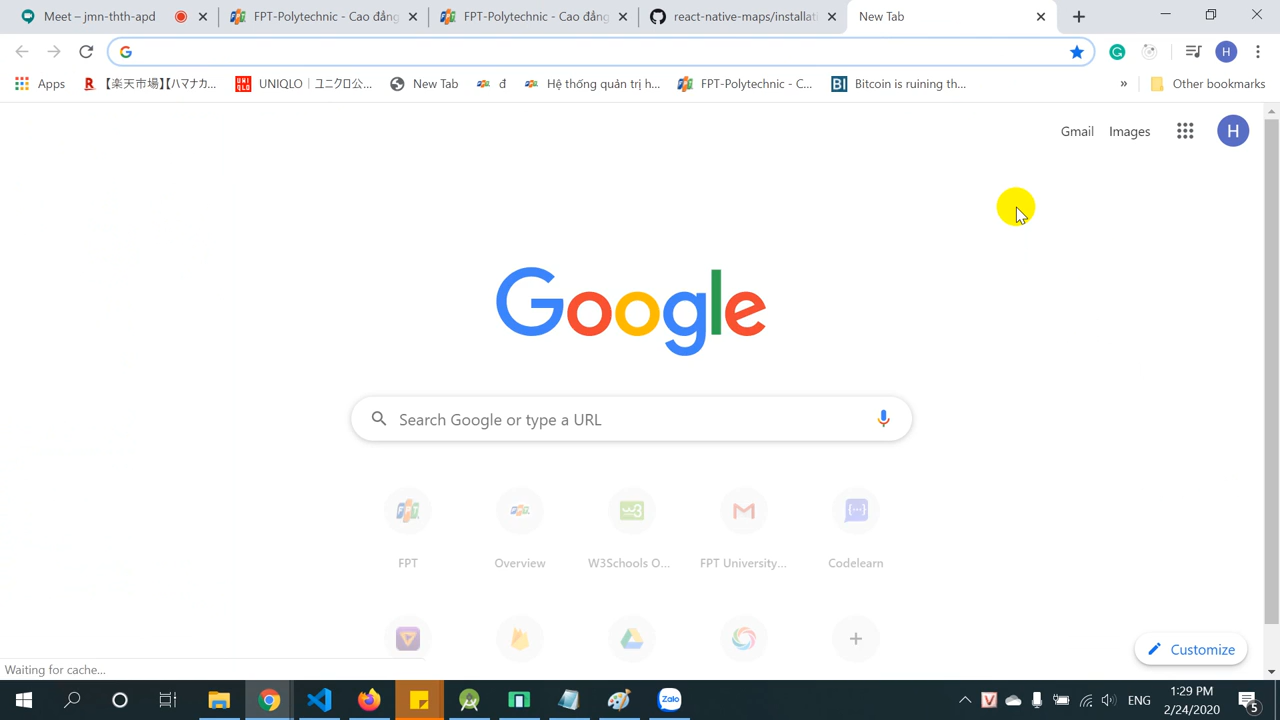 Meet – jmn-thth-apd
FPT-Polytechnic - Cao đẳng
FPT-Polytechnic - Cao đẳng
react-native-maps/installat
New Tab
Apps
【楽天市場】【ハマナカ...
UNIQLO｜ユニクロ公...
New Tab
đ
Hệ thống quản trị h...
FPT-Polytechnic - C...
Bitcoin is ruining th...
»
Other bookmarks
Gmail
Images
H
Google
Search Google or type a URL
FPT
Overview
W3Schools O...
FPT University...
Codelearn
Customize
Waiting for cache...
Zalo
ENG
1:29 PM
2/24/2020
5